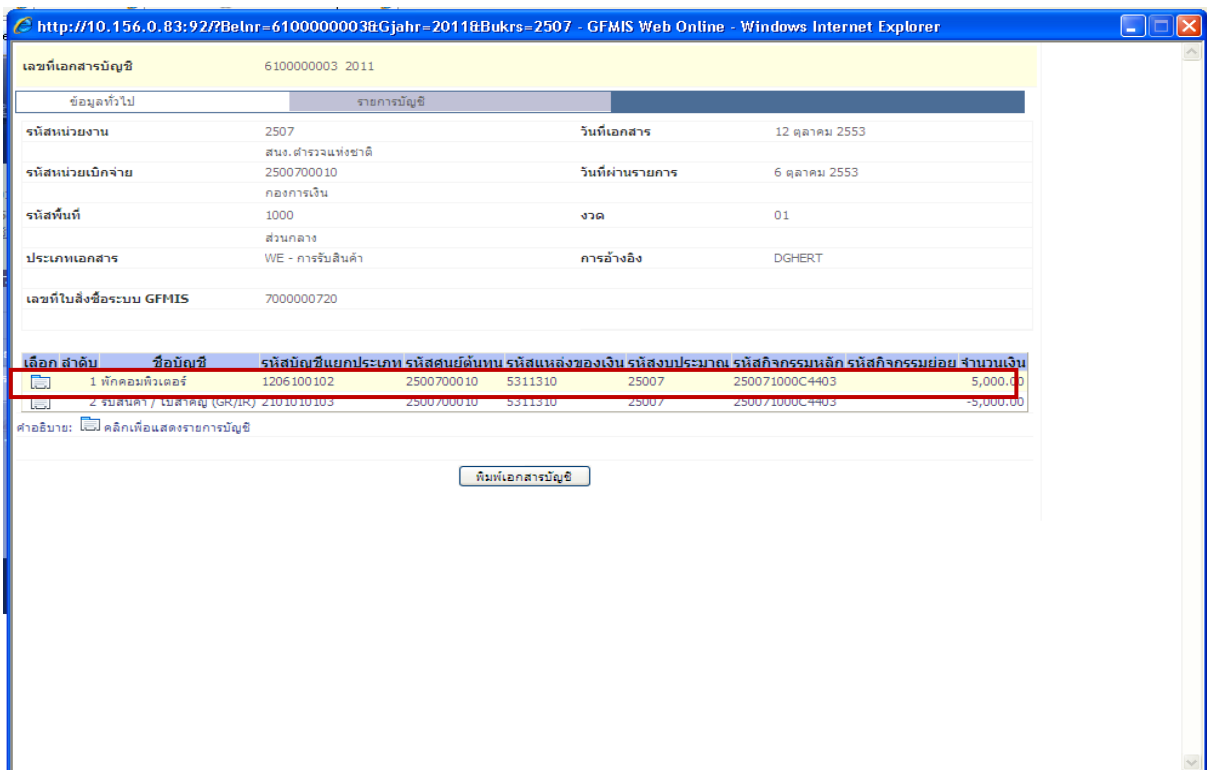 http://10.156.0.83:92/?Belnr=6100000003&Gjahr=2011&Bukrs=2507 - GFMIS Web Online - Windows Internet Explorer
เลขที่เอกสารบัญชี 6100000003 2011
ข้อมูลทั่วไป รายการบัญชี
รหัสหน่วยงาน 2507 วันที่เอกสาร 12 ตุลาคม 2553
สนง.ตำรวจแห่งชาติ
รหัสหน่วยเบิกจ่าย 2500700010 วันที่ผ่านรายการ 6 ตุลาคม 2553
กองการเงิน
รหัสพื้นที่ 1000 งวด 01
ส่วนกลาง
ประเภทเอกสาร WE - การรับสินค้า การอ้างอิง DGHERT
เลขที่ใบสั่งซื้อระบบ GFMIS 7000000720
เลือก ลำดับ ชื่อบัญชี รหัสบัญชีแยกประเภท รหัสศูนย์ต้นทุน รหัสแหล่งของเงิน รหัสงบประมาณ รหัสกิจกรรมหลัก รหัสกิจกรรมย่อย จำนวนเงิน
1 พักคอมพิวเตอร์ 1206100102 2500700010 5311310 25007 250071000C4403 5,000.00
2 รับสินค้า / ใบสำคัญ (GR/IR) 2101010103 2500700010 5311310 25007 250071000C4403 -5,000.00
คำอธิบาย: คลิกเพื่อแสดงรายการบัญชี
พิมพ์เอกสารบัญชี